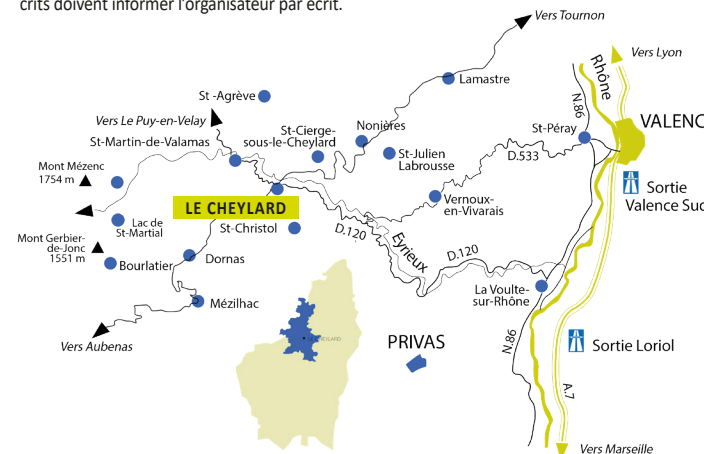 crits doivent informer l'organisateur par écrit.
Vers Tournon
Vers Lyon
Rhône
N.86
Lamastre
St -Agrève
Vers Le Puy-en-Velay
St-Martin-de-Valamas
St-Cierge-
sous-le-Cheylard
Nonières
St-Julien
Labrousse
St-Péray
VALENC
D.533
Mont Mézenc
1754 m
Sortie
Valence Sud
LE CHEYLARD
Vernoux-
en-Vivarais
Lac de
St-Martial
St-Christol
D.120
Eyrieux
Mont Gerbier-
de-Jonc
1551 m
Bourlatier
Dornas
D.120
La Voulte-
sur-Rhône
Mézilhac
LE CHEYLARD
PRIVAS
N.86
Sortie Loriol
Vers Aubenas
A.7
Vers Marseille